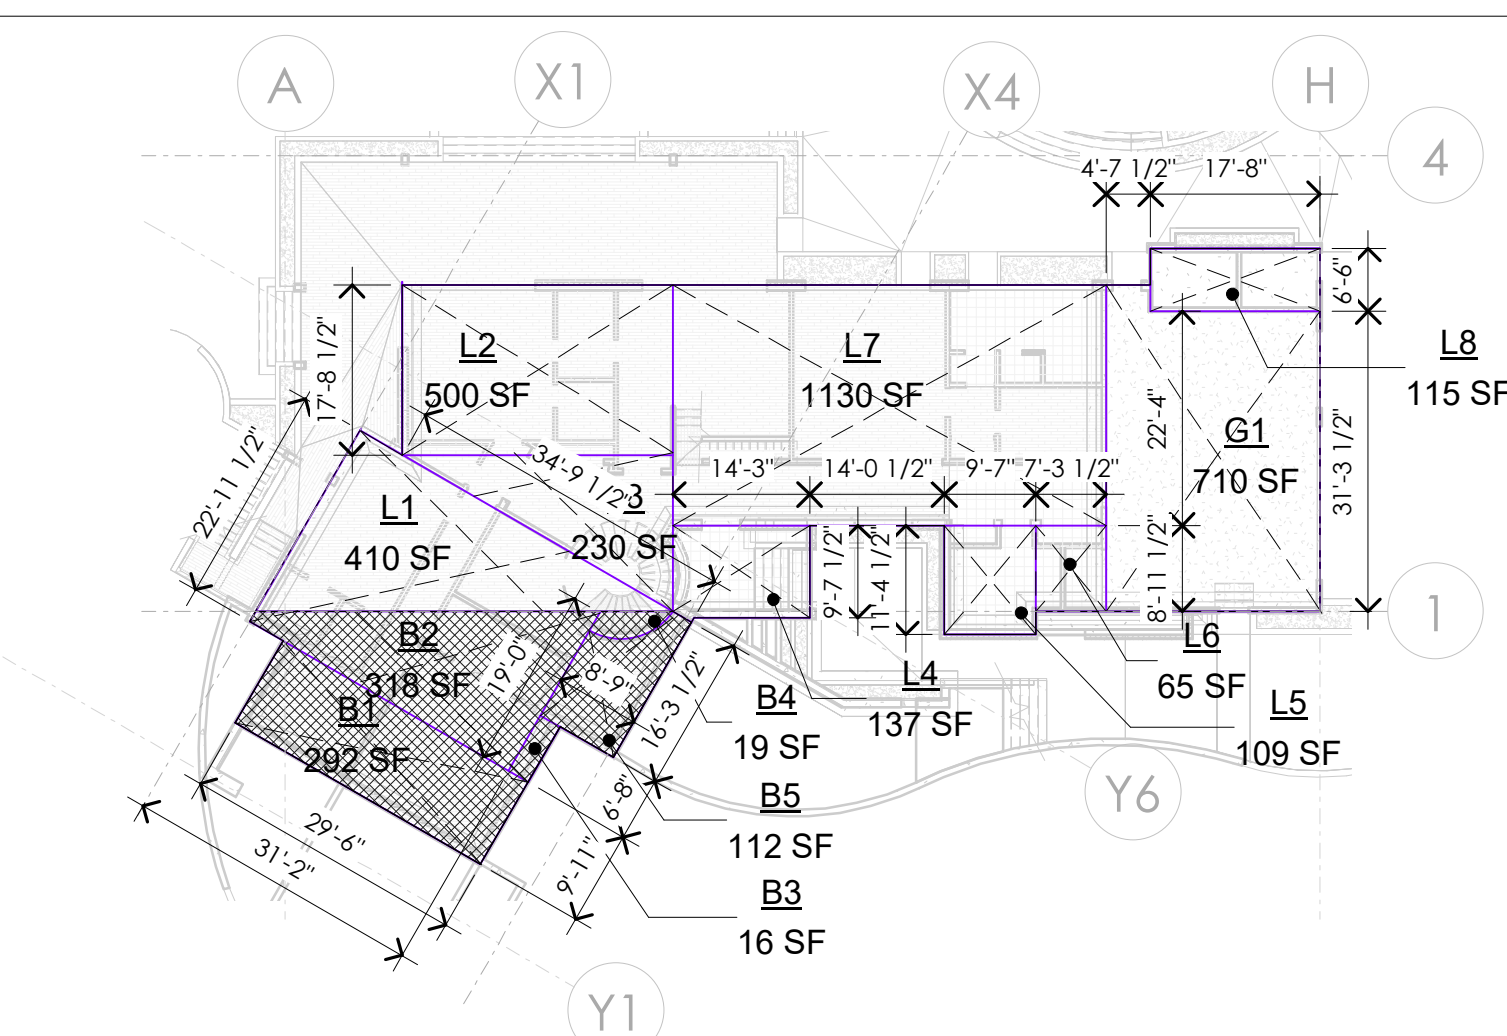 A
X1
X4
H
4
4'-7 1/2"
17'-8"
6'-6"
L8
115 SF
17'-8 1/2"
L2
500 SF
L7
1130 SF
22'-4"
G1
710 SF
31'-3 1/2"
22'-11 1/2"
34'-9 1/2"
14'-3"
14'-0 1/2"
9'-7"
7'-3 1/2"
L1
410 SF
3
230 SF
9'-7 1/2"
11'-4 1/2"
8'-11 1/2"
1
B2
318 SF
19'-0"
8'-9"
16'-3 1/2"
B1
292 SF
B4
19 SF
L4
137 SF
L6
65 SF
L5
109 SF
6'-8"
B5
112 SF
Y6
29'-6"
31'-2"
9'-11"
B3
16 SF
Y1